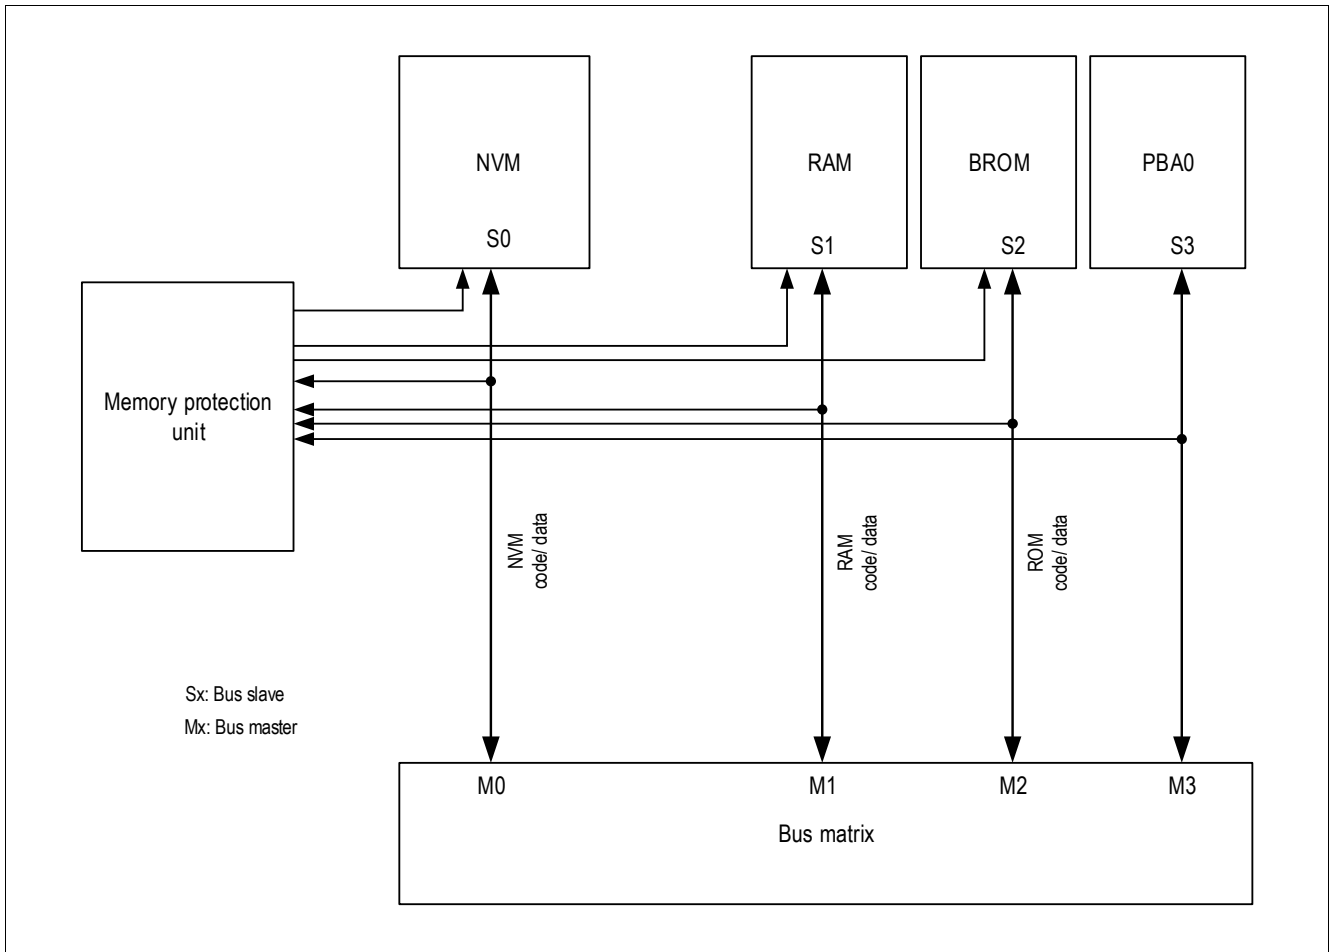 NVM
RAM
BROM
PBA0
S0
S1
S2
S3
Memory protection
unit
NVM
code/ data
RAM
code/ data
ROM
code/ data
Sx: Bus slave
Mx: Bus master
M0
M1
M2
M3
Bus matrix